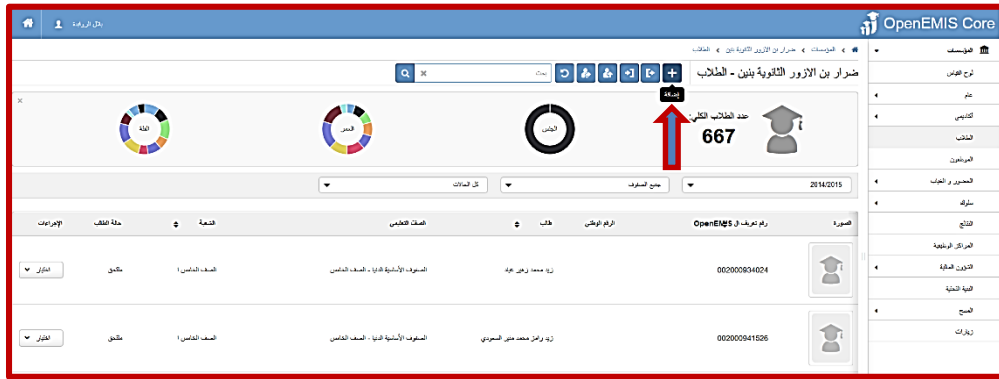 OpenEMIS Core
باتل الرواهدة
المؤسسات
لوح القياس
عام
أكاديمي
الطلاب
الموظفون
الحضور و الغياب
سلوك
النتائج
المراكز الوظيفية
الشؤون المالية
البنية التحتية
المسح
زيارات
المؤسسات > ضرار بن الازور الثانوية بنين > الطلاب
ضرار بن الازور الثانوية بنين - الطلاب
بحث
إضافة
عدد الطلاب الكلي:
667
الجنس
العمر
الفئة
2014/2015
جميع الصفوف
كل الحالات
الصورة رقم تعريف ال OpenEMIS الرقم الوطني طالب الصف التعليمي الشعبة حالة الطالب الإجراءات
002000934024 زيد محمد زهير عياد الصفوف الأساسية الدنيا - الصف الخامس الصف الخامس ا ملتحق اختيار
002000941526 زيد رامز محمد منير السعودي الصفوف الأساسية الدنيا - الصف الخامس الصف الخامس ا ملتحق اختيار